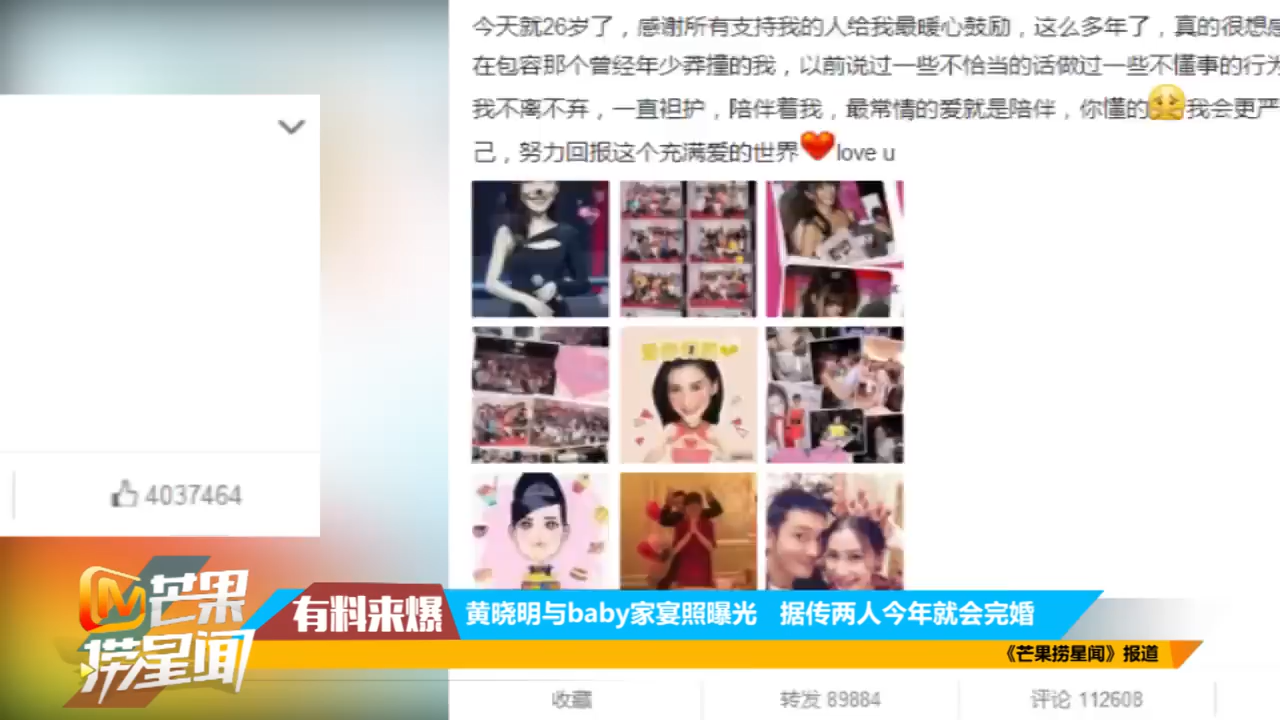 今天就26岁了，感谢所有支持我的人给我最暖心鼓励，这么多年了，真的很想感
在包容那个曾经年少莽撞的我，以前说过一些不恰当的话做过一些不懂事的行为
我不离不弃，一直袒护，陪伴着我，最常情的爱就是陪伴，你懂的我会更严
己，努力回报这个充满爱的世界❤love u
4037464
芒果
捞星闻
有料来爆
黄晓明与baby家宴照曝光 据传两人今年就会完婚
《芒果捞星闻》报道
收藏
转发 89884
评论 112608